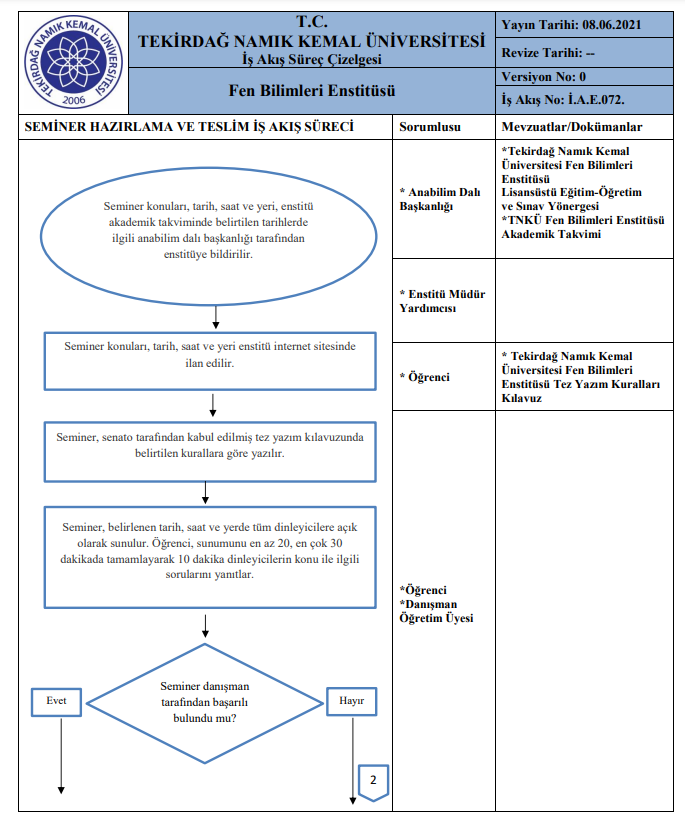 TEKİRDAĞ NAMIK KEMAL ÜNİVERSİTESİ
2006
T.C.
TEKİRDAĞ NAMIK KEMAL ÜNİVERSİTESİ
İş Akış Süreç Çizelgesi
Fen Bilimleri Enstitüsü
Yayın Tarihi: 08.06.2021
Revize Tarihi: --
Versiyon No: 0
İş Akış No: İ.A.E.072.
SEMİNER HAZIRLAMA VE TESLİM İŞ AKIŞ SÜRECİ
Sorumlusu
Mevzuatlar/Dokümanlar
Seminer konuları, tarih, saat ve yeri, enstitü
akademik takviminde belirtilen tarihlerde
ilgili anabilim dalı başkanlığı tarafından
enstitüye bildirilir.
* Anabilim Dalı
Başkanlığı
*Tekirdağ Namık Kemal
Üniversitesi Fen Bilimleri
Enstitüsü
Lisansüstü Eğitim-Öğretim
ve Sınav Yönergesi
*TNKÜ Fen Bilimleri Enstitüsü
Akademik Takvimi
* Enstitü Müdür
Yardımcısı
Seminer konuları, tarih, saat ve yeri enstitü internet sitesinde
ilan edilir.
* Öğrenci
* Tekirdağ Namık Kemal
Üniversitesi Fen Bilimleri
Enstitüsü Tez Yazım Kuralları
Kılavuz
Seminer, senato tarafından kabul edilmiş tez yazım kılavuzunda
belirtilen kurallara göre yazılır.
Seminer, belirlenen tarih, saat ve yerde tüm dinleyicilere açık
olarak sunulur. Öğrenci, sunumunu en az 20, en çok 30
dakikada tamamlayarak 10 dakika dinleyicilerin konu ile ilgili
sorularını yanıtlar.
*Öğrenci
*Danışman
Öğretim Üyesi
Seminer danışman
tarafından başarılı
bulundu mu?
Evet
Hayır
2